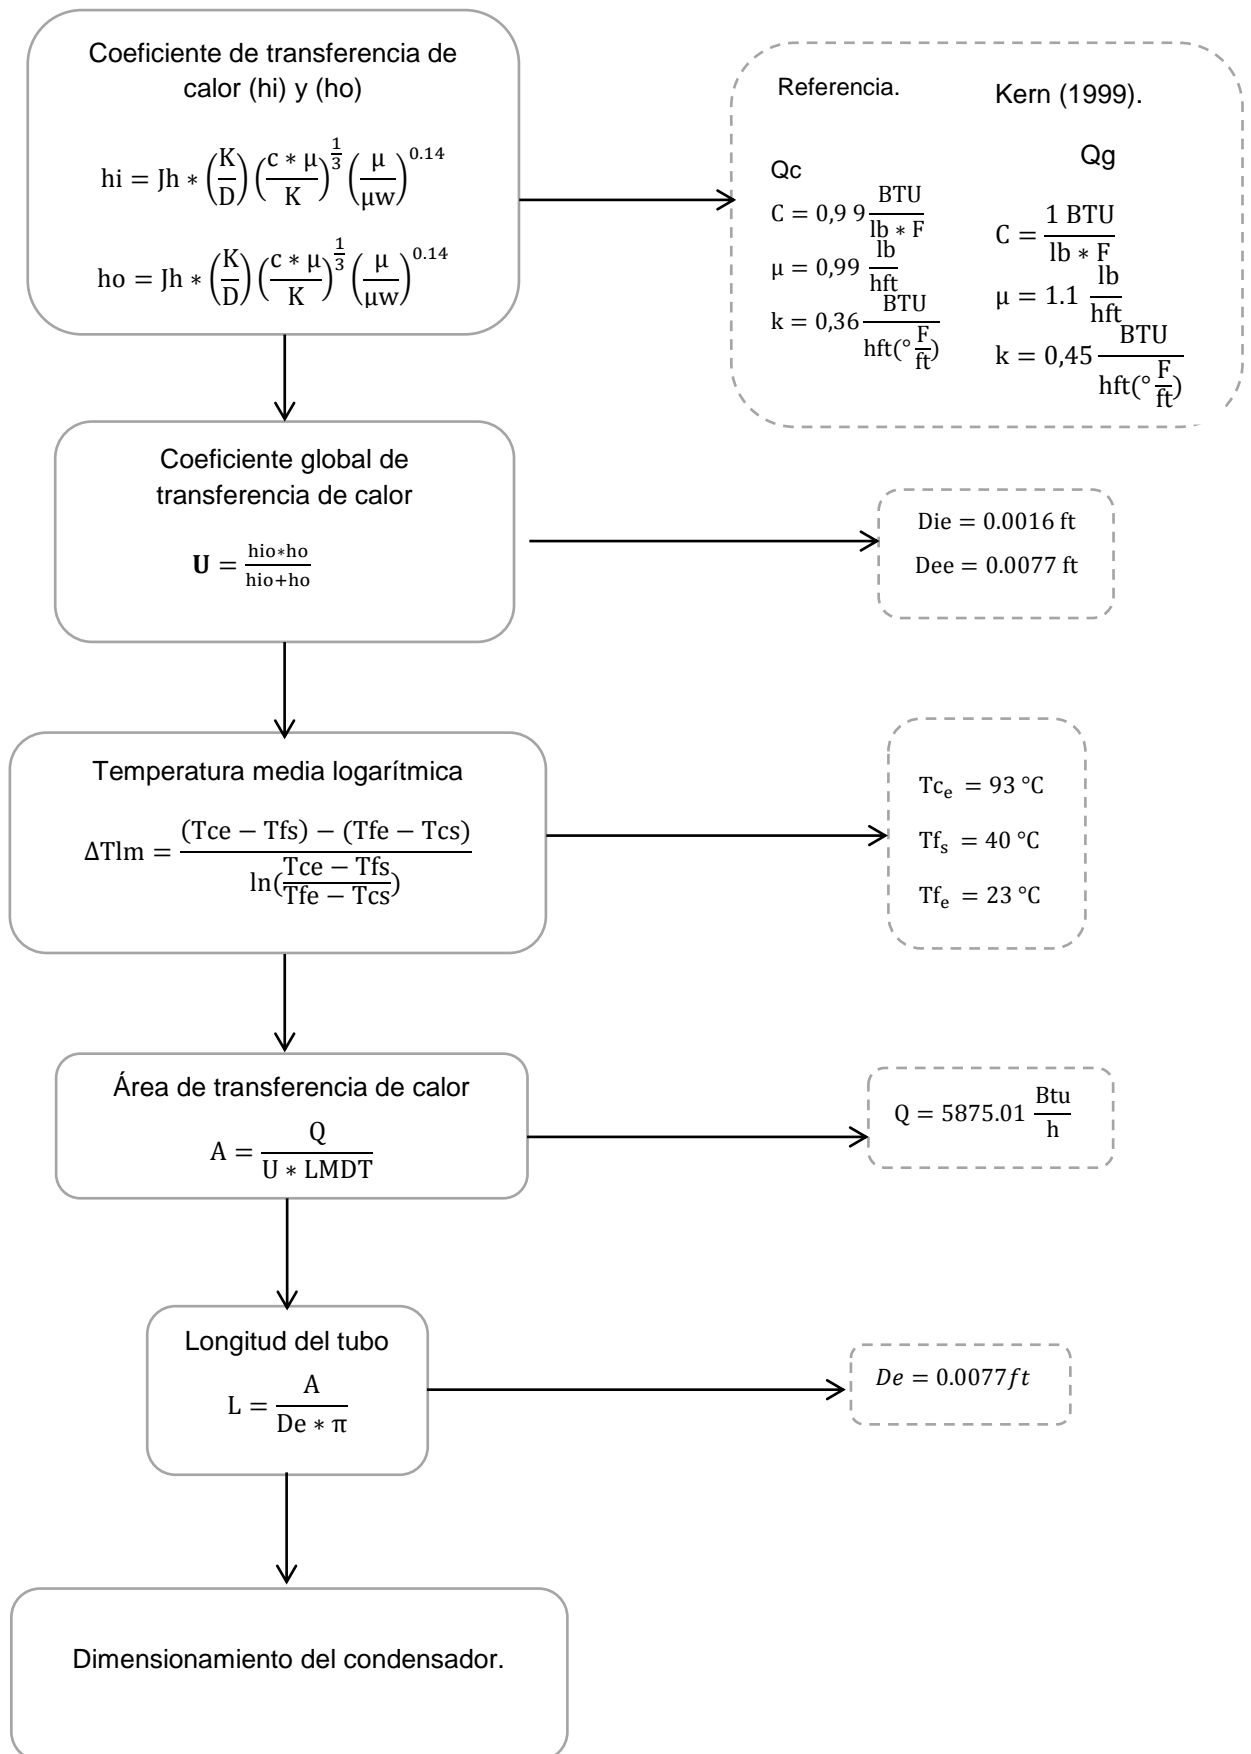 Coeficiente de transferencia de
calor (hi) y (ho)
hi = Jh ∗ (K/D) (c ∗ μ/K)^(1/3) (μ/μw)^0.14
ho = Jh ∗ (K/D) (c ∗ μ/K)^(1/3) (μ/μw)^0.14
Referencia.
Kern (1999).
Qc
C = 0,9 9 BTU/lb ∗ F
μ = 0,99 lb/hft
k = 0,36 BTU/hft(° F/ft)
Qg
C = 1 BTU/lb ∗ F
μ = 1.1 lb/hft
k = 0,45 BTU/hft(° F/ft)
Coeficiente global de
transferencia de calor
U = hio∗ho/hio+ho
Die = 0.0016 ft
Dee = 0.0077 ft
Temperatura media logarítmica
ΔTlm = (Tce − Tfs) − (Tfe − Tcs)/ln(Tce − Tfs/Tfe − Tcs)
Tce = 93 °C
Tfs = 40 °C
Tfe = 23 °C
Área de transferencia de calor
A = Q/U ∗ LMDT
Q = 5875.01 Btu/h
Longitud del tubo
L = A/De ∗ π
De = 0.0077ft
Dimensionamiento del condensador.